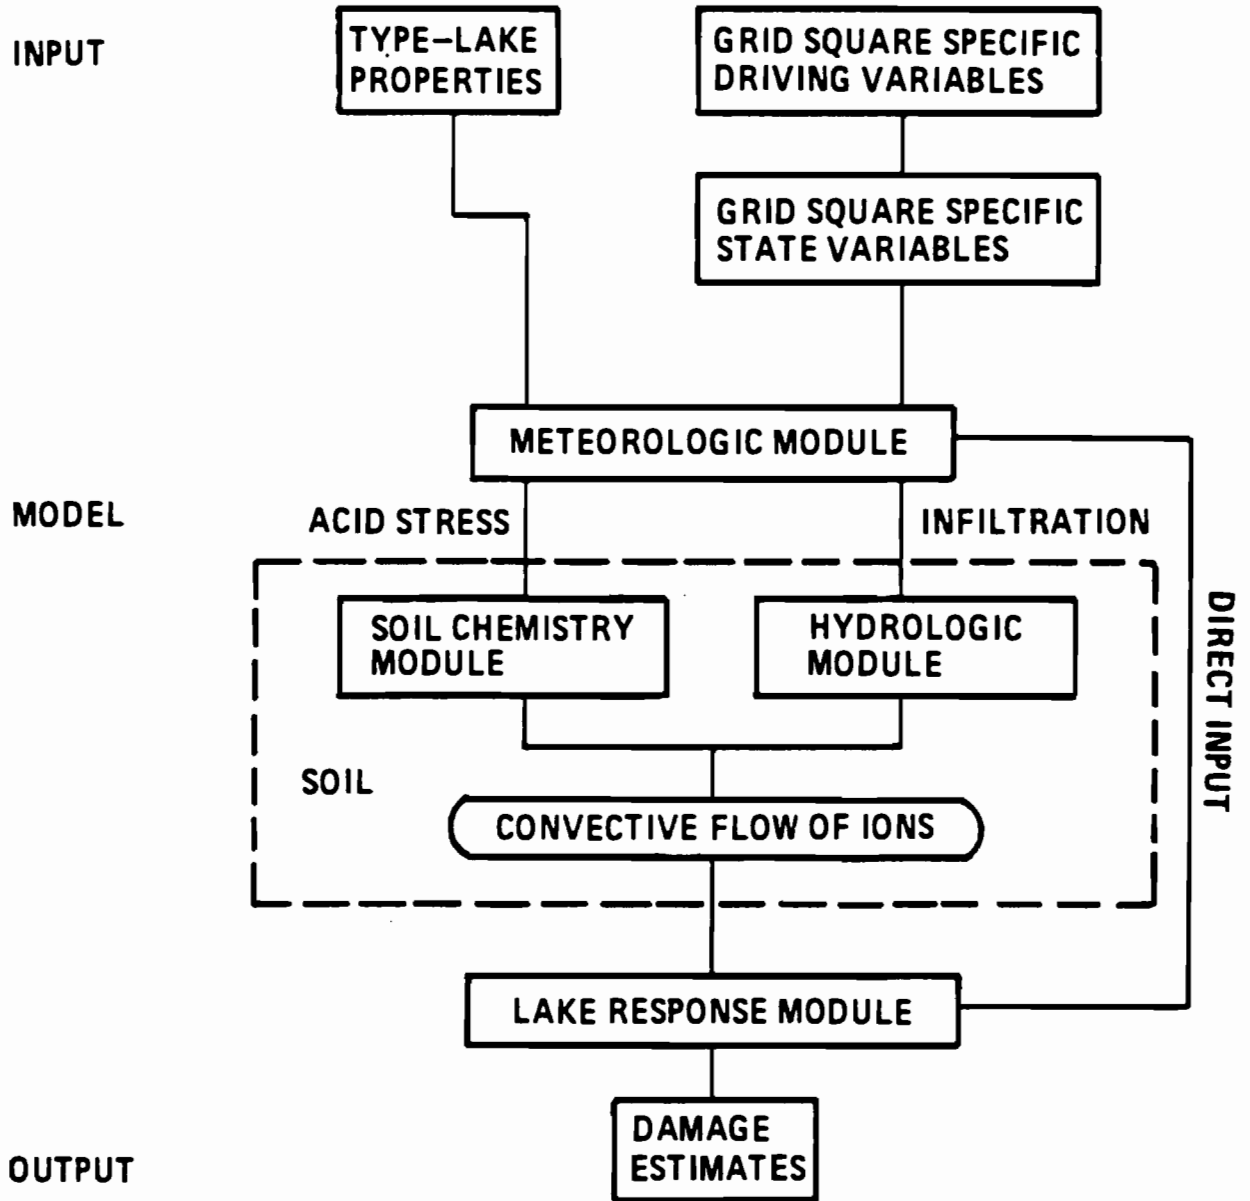 INPUT
TYPE-LAKE
PROPERTIES
GRID SQUARE SPECIFIC
DRIVING VARIABLES
GRID SQUARE SPECIFIC
STATE VARIABLES
METEOROLOGIC MODULE
MODEL
ACID STRESS
INFILTRATION
SOIL CHEMISTRY
MODULE
HYDROLOGIC
MODULE
DIRECT INPUT
SOIL
CONVECTIVE FLOW OF IONS
LAKE RESPONSE MODULE
DAMAGE
ESTIMATES
OUTPUT